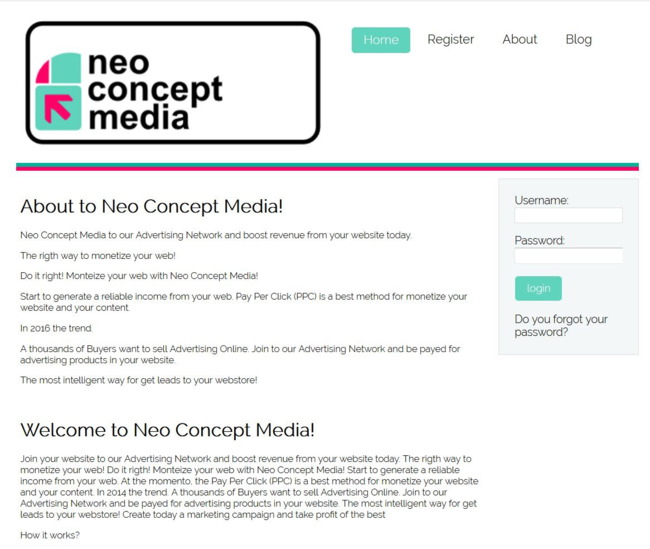 neo
concept
media
Home Register About Blog
About to Neo Concept Media!
Neo Concept Media to our Advertising Network and boost revenue from your website today.
The rigth way to monetize your web!
Do it right! Monteize your web with Neo Concept Media!
Start to generate a reliable income from your web. Pay Per Click (PPC) is a best method for monetize your
website and your content.
In 2016 the trend.
A thousands of Buyers want to sell Advertising Online. Join to our Advertising Network and be payed for
advertising products in your website.
The most intelligent way for get leads to your webstore!
Username:
Password:
login
Do you forgot your
password?
Welcome to Neo Concept Media!
Join your website to our Advertising Network and boost revenue from your website today. The rigth way to
monetize your web! Do it rigth! Monteize your web with Neo Concept Media! Start to generate a reliable
income from your web. At the momento, the Pay Per Click (PPC) is a best method for monetize your website
and your content. In 2014 the trend. A thousands of Buyers want to sell Advertising Online. Join to our
Advertising Network and be payed for advertising products in your website. The most intelligent way for get
leads to your webstore! Create today a marketing campaign and take profit of the best.
How it works?